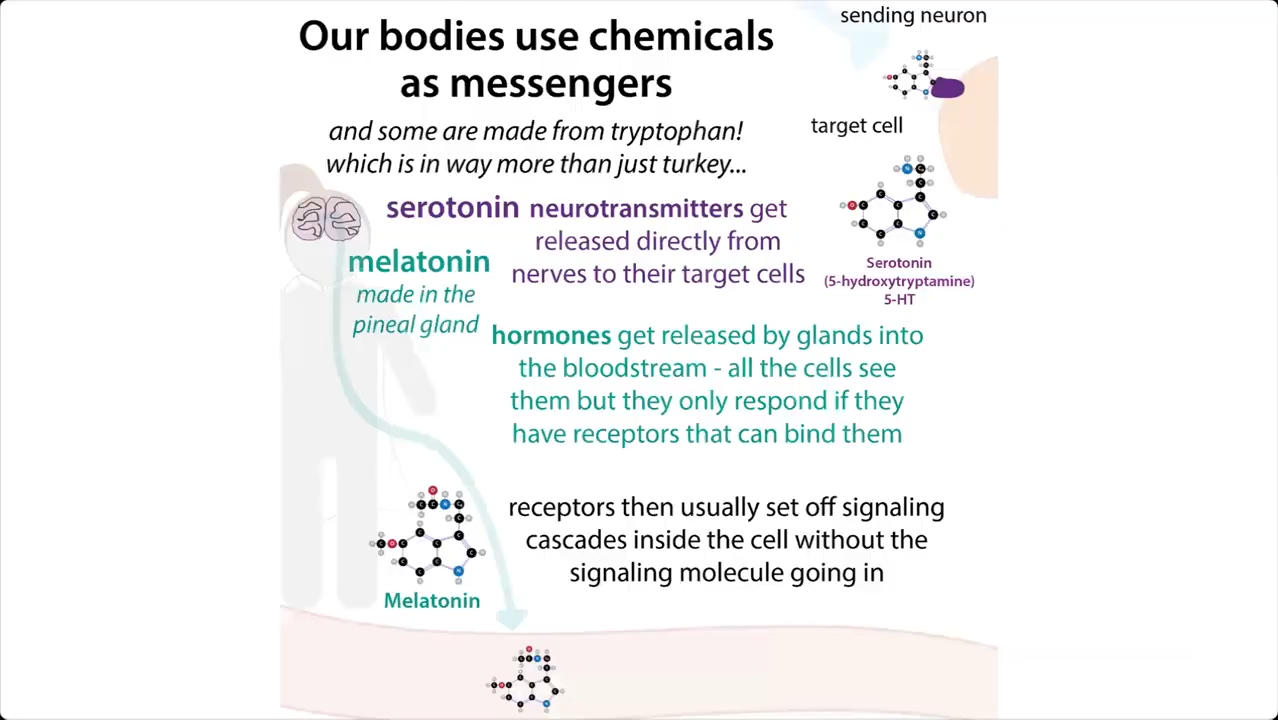 Our bodies use chemicals
as messengers
and some are made from tryptophan!
which is in way more than just turkey...
sending neuron
target cell
serotonin
neurotransmitters get
released directly from
nerves to their target cells
Serotonin
(5-hydroxytryptamine)
5-HT
melatonin
made in the
pineal gland
hormones get released by glands into
the bloodstream - all the cells see
them but they only respond if they
have receptors that can bind them
receptors then usually set off signaling
cascades inside the cell without the
signaling molecule going in
Melatonin